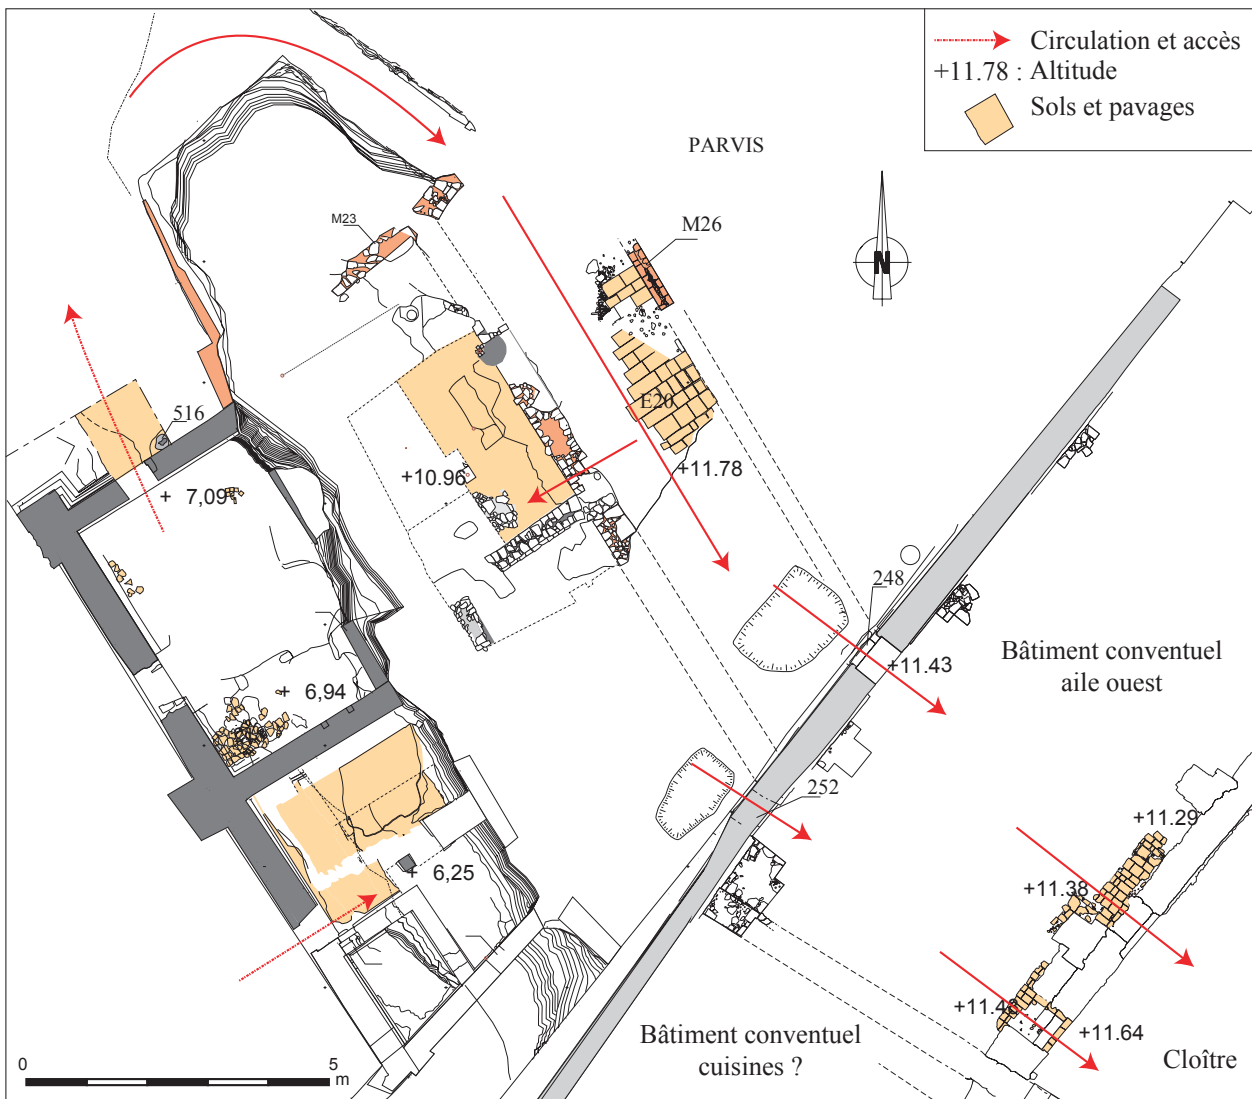 Circulation et accès
+11.78 : Altitude
Sols et pavages
PARVIS
M23
M26
N
516
E20
+ 7,09
+10.96
+11.78
248
+11.43
Bâtiment conventuel
aile ouest
+ 6,94
252
+11.29
+ 6,25
+11.38
+11.48
+11.64
Bâtiment conventuel
cuisines ?
Cloître
0
5
m